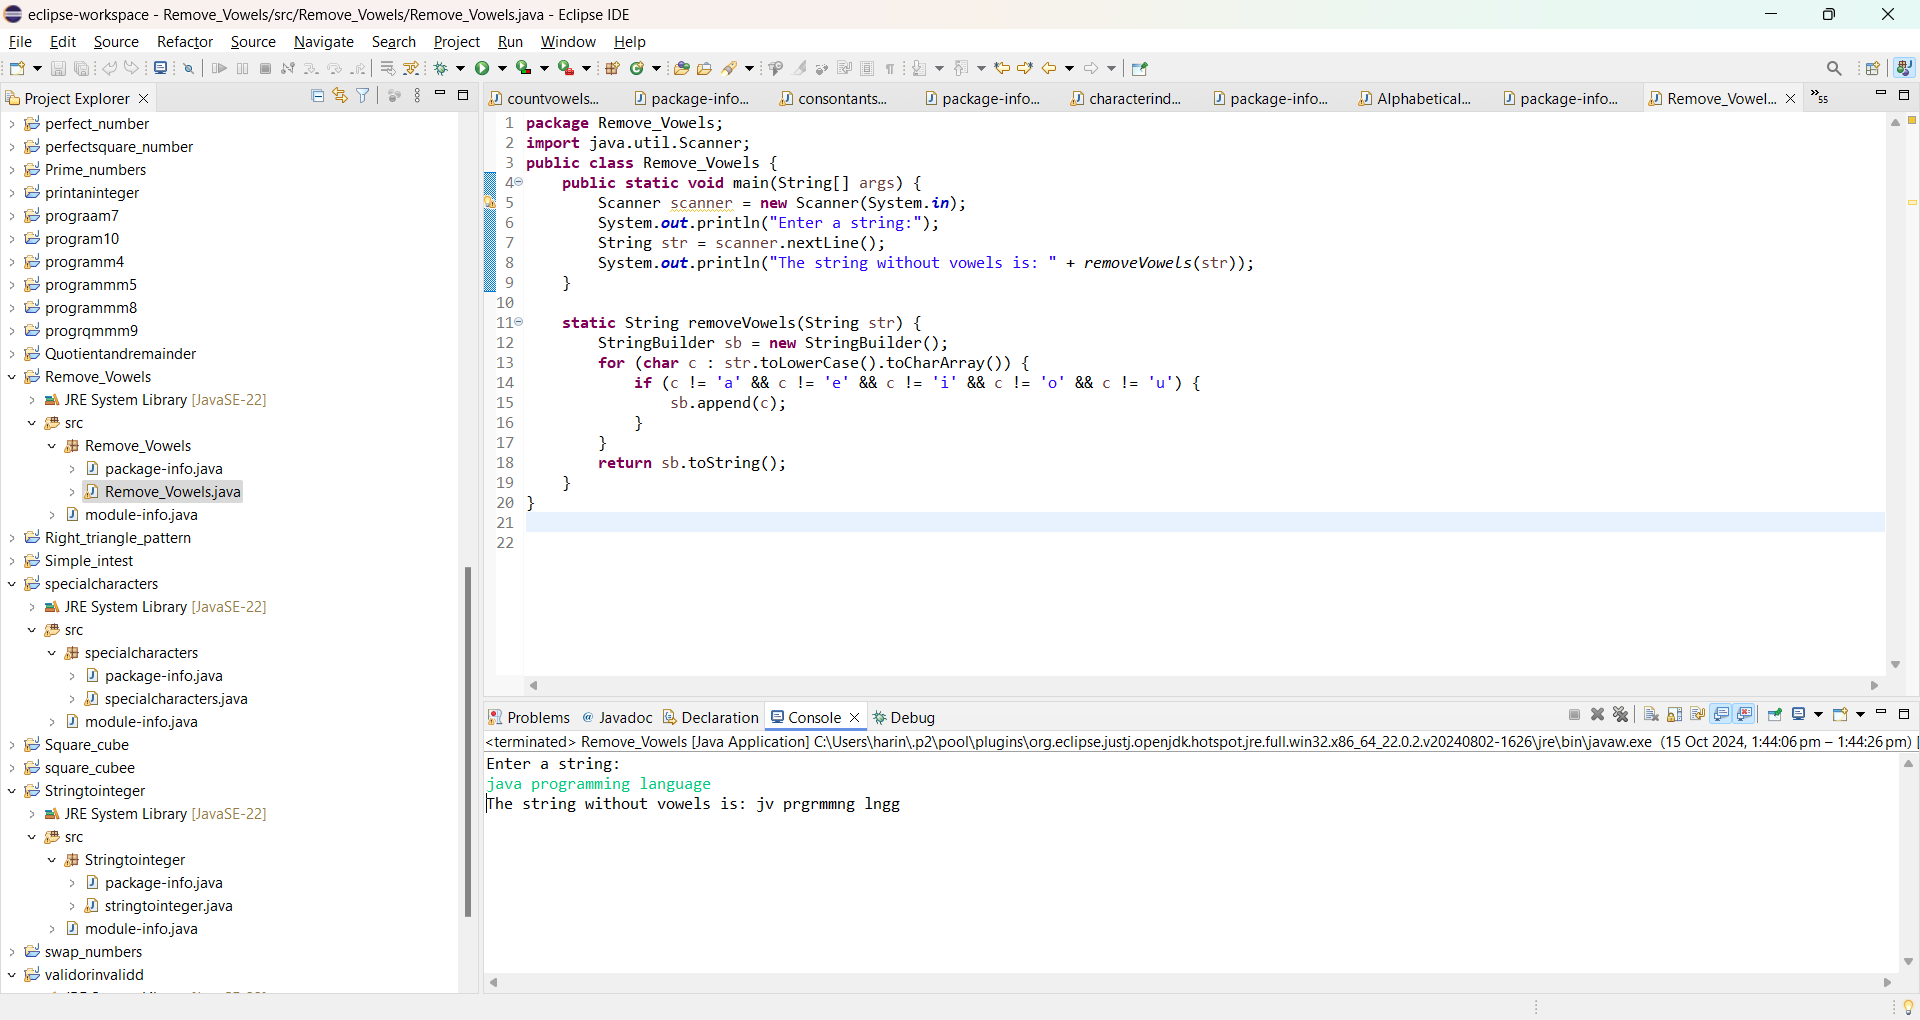 eclipse-workspace - Remove_Vowels/src/Remove_Vowels/Remove_Vowels.java - Eclipse IDE
File Edit Source Refactor Source Navigate Search Project Run Window Help
Project Explorer
perfect_number
perfectsquare_number
Prime_numbers
printaninteger
prograam7
program10
programm4
programmm5
programmm8
progrqmmm9
Quotientandremainder
Remove_Vowels
JRE System Library [JavaSE-22]
src
Remove_Vowels
package-info.java
Remove_Vowels.java
module-info.java
Right_triangle_pattern
Simple_intest
specialcharacters
JRE System Library [JavaSE-22]
src
specialcharacters
package-info.java
specialcharacters.java
module-info.java
Square_cube
square_cubee
Stringtointeger
JRE System Library [JavaSE-22]
src
Stringtointeger
package-info.java
stringtointeger.java
module-info.java
swap_numbers
validorinvalidd
countvowels... package-info... consontants... package-info... characterind... package-info... Alphabetical... package-info... Remove_Vowel... »55
1 package Remove_Vowels;
2 import java.util.Scanner;
3 public class Remove_Vowels {
4 public static void main(String[] args) {
5 Scanner scanner = new Scanner(System.in);
6 System.out.println("Enter a string:");
7 String str = scanner.nextLine();
8 System.out.println("The string without vowels is: " + removeVowels(str));
9 }
10
11 static String removeVowels(String str) {
12 StringBuilder sb = new StringBuilder();
13 for (char c : str.toLowerCase().toCharArray()) {
14 if (c != 'a' && c != 'e' && c != 'i' && c != 'o' && c != 'u') {
15 sb.append(c);
16 }
17 }
18 return sb.toString();
19 }
20 }
21
22
Problems @ Javadoc Declaration Console Debug
<terminated> Remove_Vowels [Java Application] C:\Users\harin\.p2\pool\plugins\org.eclipse.justj.openjdk.hotspot.jre.full.win32.x86_64_22.0.2.v20240802-1626\jre\bin\javaw.exe (15 Oct 2024, 1:44:06 pm – 1:44:26 pm)
Enter a string:
java programming language
The string without vowels is: jv prgrmmng lngg